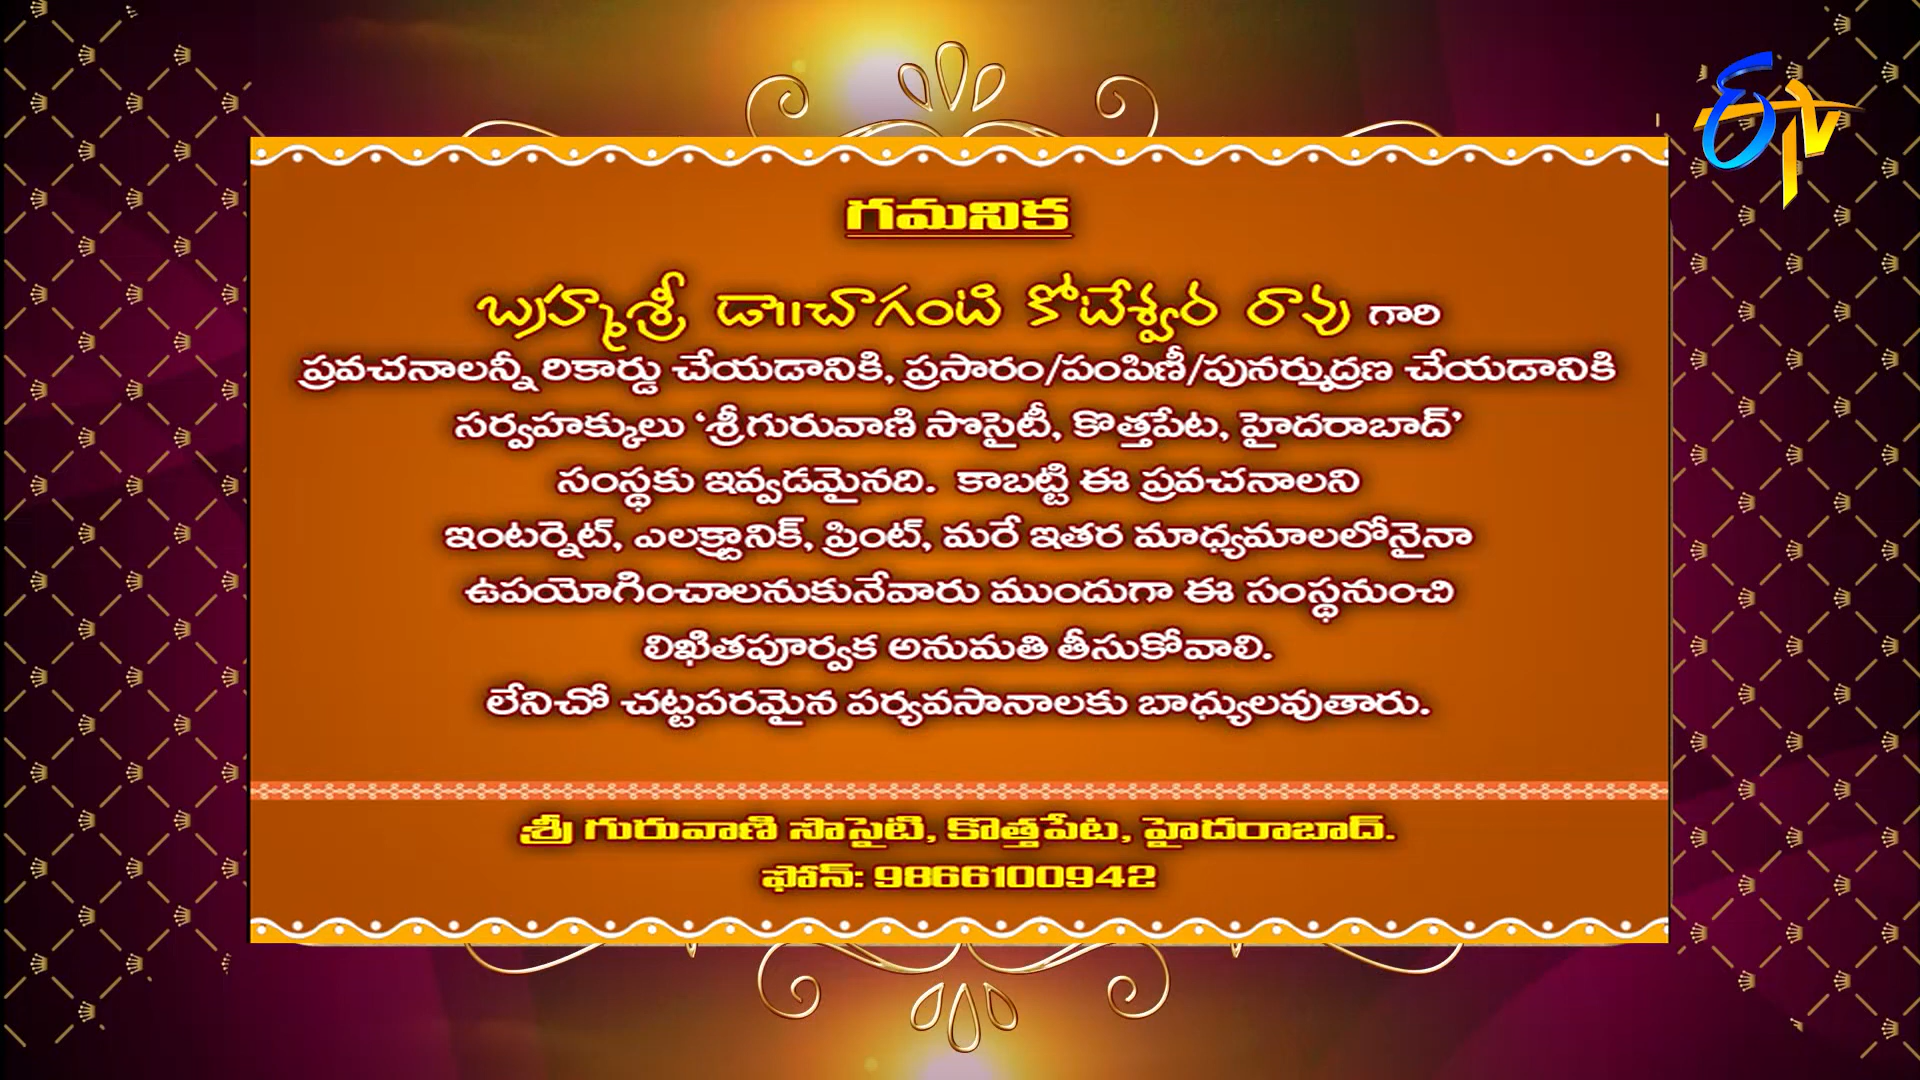 ఈTV
గమనిక
బ్రహ్మశ్రీ డా॥చాగంటి కోటేశ్వర రావు గారి
ప్రవచనాలన్నీ రికార్డు చేయడానికి, ప్రసారం/పంపిణీ/పునర్ముద్రణ చేయడానికి
సర్వహక్కులు ‘శ్రీగురువాణి సొసైటీ, కొత్తపేట, హైదరాబాద్’
సంస్థకు ఇవ్వడమైనది. కాబట్టి ఈ ప్రవచనాలని
ఇంటర్నెట్, ఎలక్ట్రానిక్, ప్రింట్, మరే ఇతర మాధ్యమాలలోనైనా
ఉపయోగించాలనుకునేవారు ముందుగా ఈ సంస్థనుంచి
లిఖితపూర్వక అనుమతి తీసుకోవాలి.
లేనిచో చట్టపరమైన పర్యవసానాలకు బాధ్యులవుతారు.
శ్రీ గురువాణి సొసైటి, కొత్తపేట, హైదరాబాద్.
ఫోన్: 9866100942